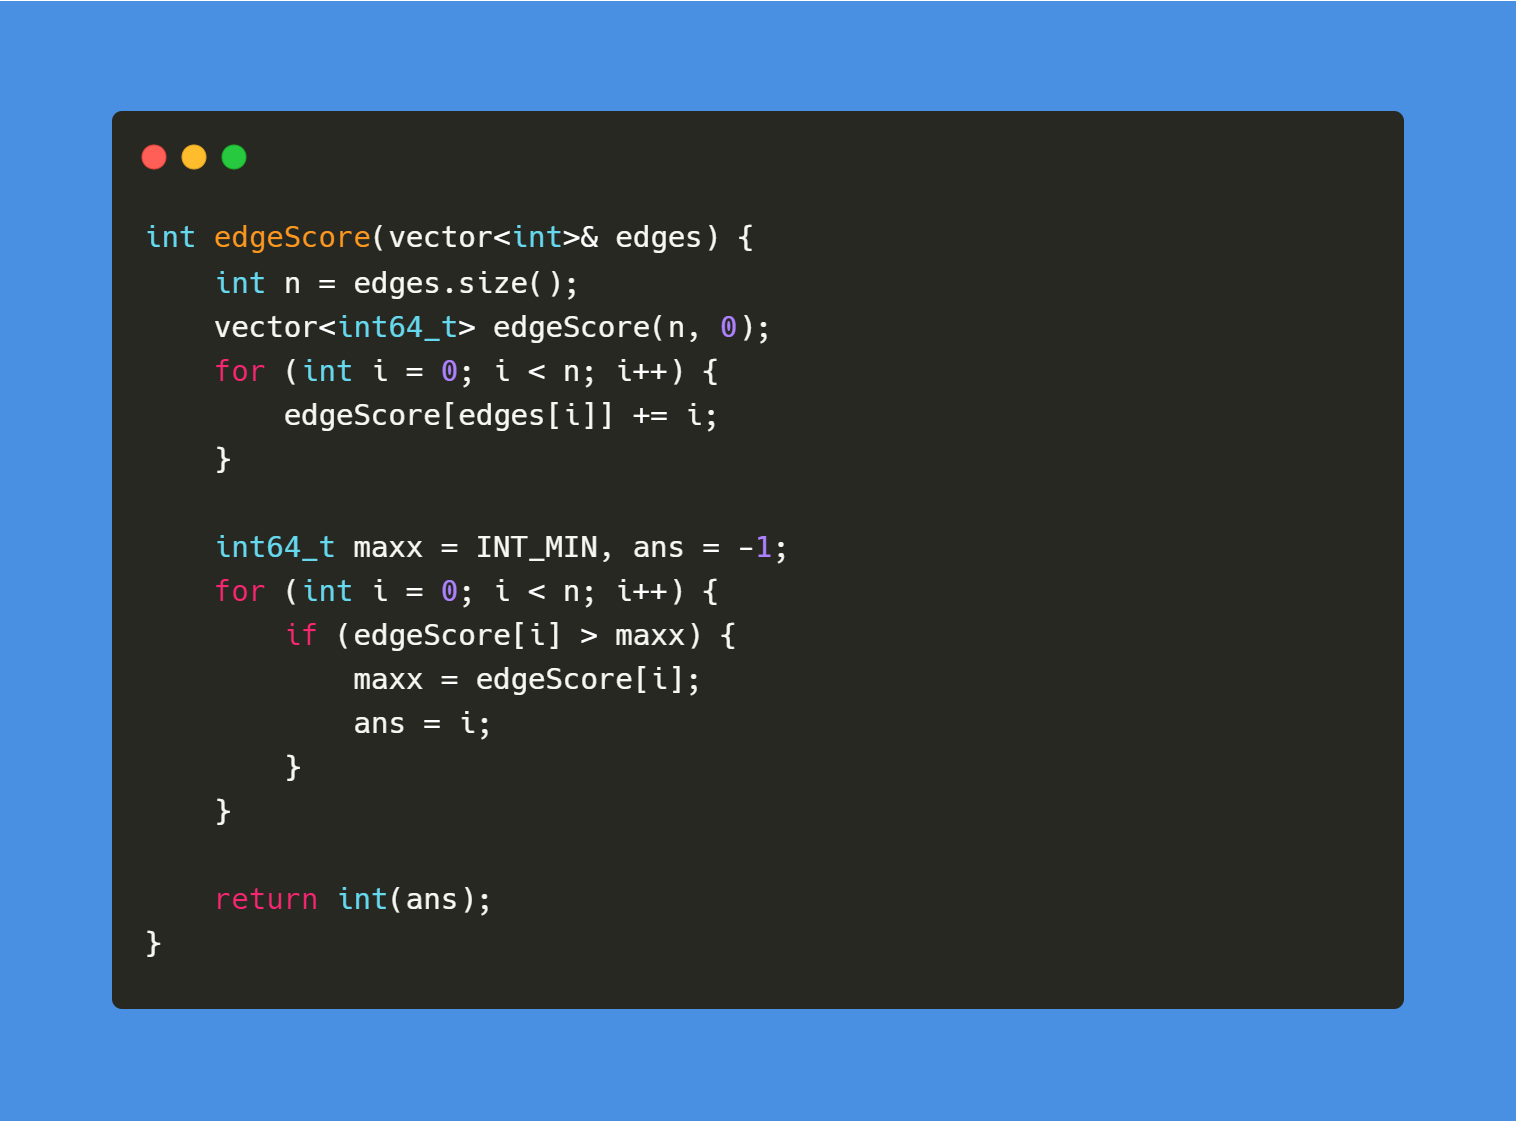 int edgeScore(vector<int>& edges) {
    int n = edges.size();
    vector<int64_t> edgeScore(n, 0);
    for (int i = 0; i < n; i++) {
        edgeScore[edges[i]] += i;
    }

    int64_t maxx = INT_MIN, ans = -1;
    for (int i = 0; i < n; i++) {
        if (edgeScore[i] > maxx) {
            maxx = edgeScore[i];
            ans = i;
        }
    }

    return int(ans);
}